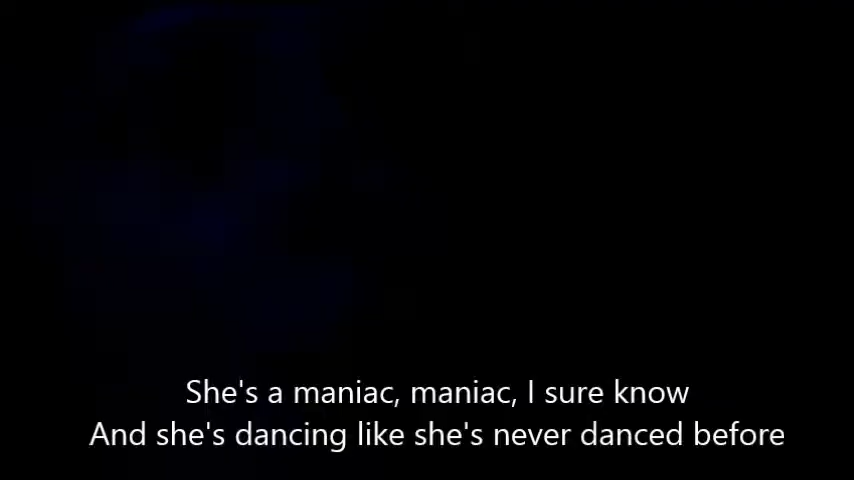 She's a maniac, maniac, I sure know
And she's dancing like she's never danced before